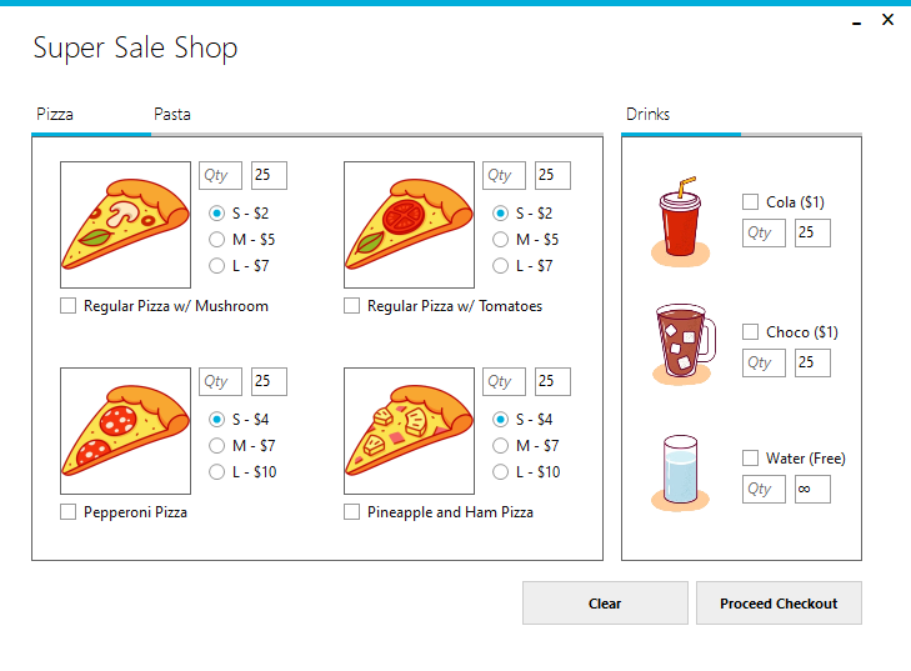 Super Sale Shop
Pizza Pasta
Qty 25
S - $2
M - $5
L - $7
Regular Pizza w/ Mushroom
Qty 25
S - $2
M - $5
L - $7
Regular Pizza w/ Tomatoes
Qty 25
S - $4
M - $7
L - $10
Pepperoni Pizza
Qty 25
S - $4
M - $7
L - $10
Pineapple and Ham Pizza
Drinks
Cola ($1)
Qty 25
Choco ($1)
Qty 25
Water (Free)
Qty ∞
Clear
Proceed Checkout